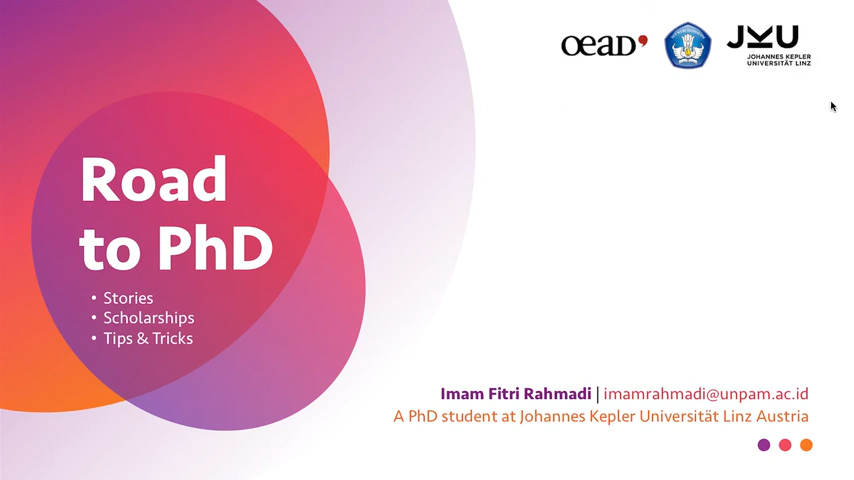 OeAD'
JKU
JOHANNES KEPLER
UNIVERSITÄT LINZ
Road
to PhD
• Stories
• Scholarships
• Tips & Tricks
Imam Fitri Rahmadi | imamrahmadi@unpam.ac.id
A PhD student at Johannes Kepler Universität Linz Austria